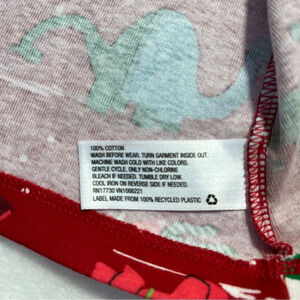 100% COTTON
WASH BEFORE WEAR. TURN GARMENT INSIDE OUT.
MACHINE WASH COLD WITH LIKE COLORS.
GENTLE CYCLE. ONLY NON-CHLORINE
BLEACH IF NEEDED. TUMBLE DRY LOW.
COOL IRON ON REVERSE SIDE IF NEEDED.
RN17730 VN1066221
LABEL MADE FROM 100% RECYCLED PLASTIC